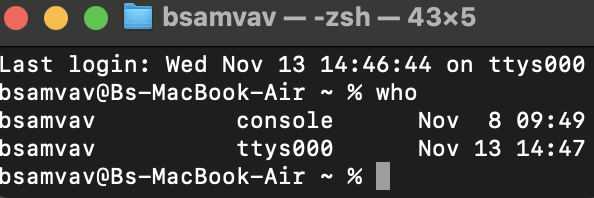 bsamvav — -zsh — 43×5
Last login: Wed Nov 13 14:46:44 on ttys000
bsamvav@Bs-MacBook-Air ~ % who
bsamvav          console      Nov  8 09:49
bsamvav          ttys000      Nov 13 14:47
bsamvav@Bs-MacBook-Air ~ %